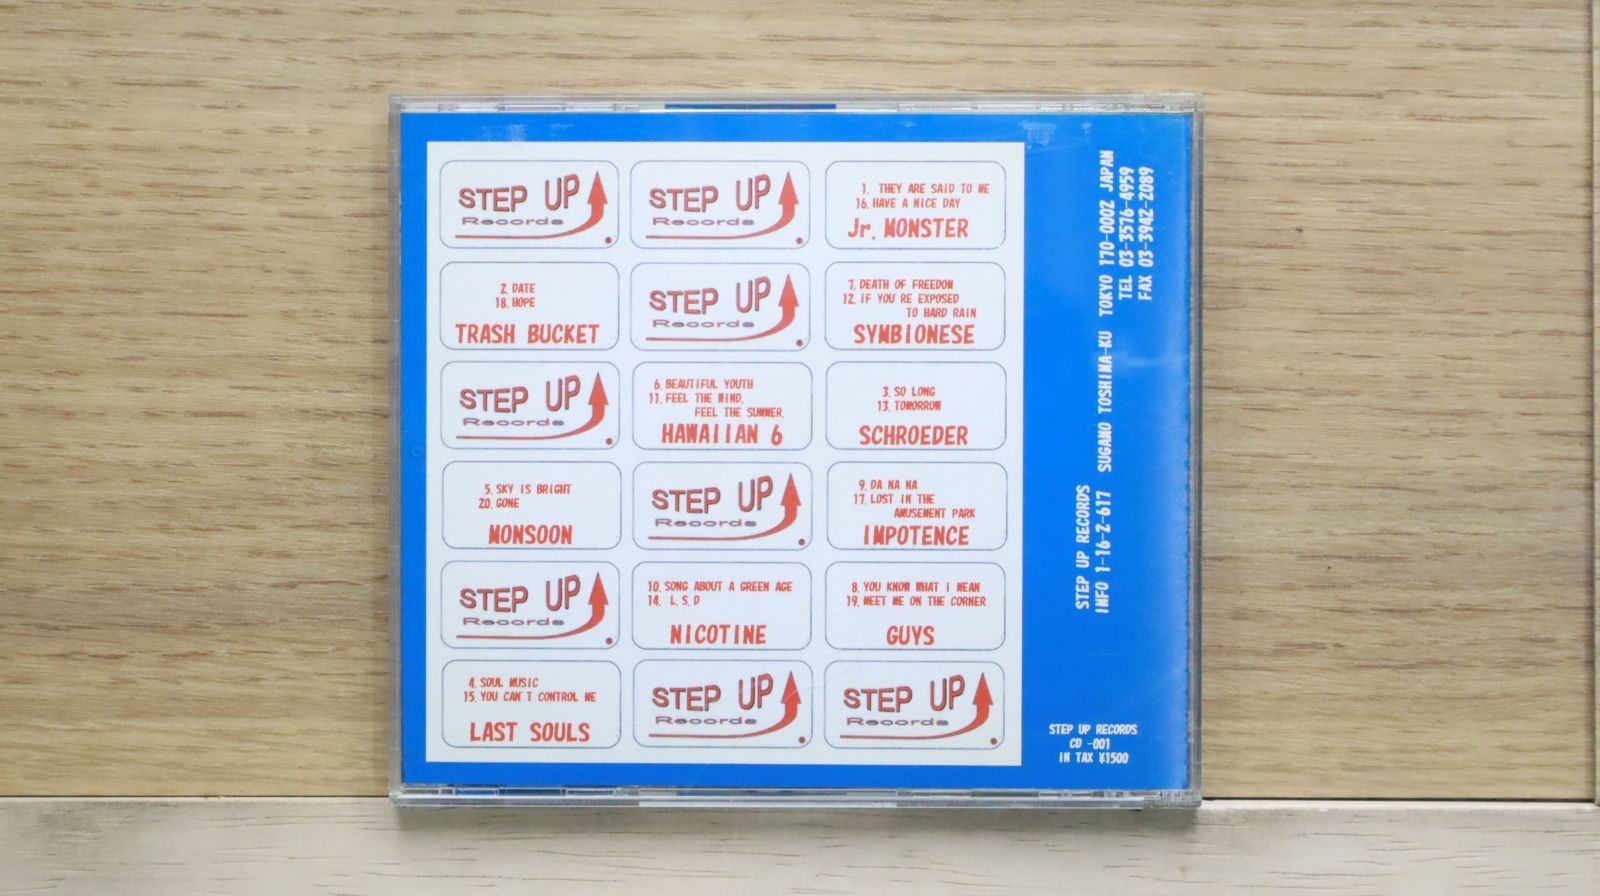 STEP UP
Records
STEP UP
Records
1. THEY ARE SAID TO ME
16. HAVE A NICE DAY
Jr. MONSTER
2. DATE
18. HOPE
TRASH BUCKET
STEP UP
Records
7. DEATH OF FREEDOM
12. IF YOU'RE EXPOSED
TO HARD RAIN
SYMBIONESE
STEP UP
Records
6. BEAUTIFUL YOUTH
11. FEEL THE WIND,
FEEL THE SUMMER.
HAWAIIAN 6
3. SO LONG
13. TOMORROW
SCHROEDER
5. SKY IS BRIGHT
20. GONE
MONSOON
STEP UP
Records
9. DA NA NA
17. LOST IN THE
AMUSEMENT PARK
IMPOTENCE
STEP UP
Records
10. SONG ABOUT A GREEN AGE
14. L.S.D
NICOTINE
8. YOU KNOW WHAT I MEAN
19. MEET ME ON THE CORNER
GUYS
4. SOUL MUSIC
15. YOU CAN'T CONTROL ME
LAST SOULS
STEP UP
Records
STEP UP
Records
STEP UP RECORDS
INFO 1-16-2-617 SUGAMO TOSHIMA-KU TOKYO 170-0002 JAPAN
TEL 03-3576-4959
FAX 03-3942-2089
STEP UP RECORDS
CD -001
IN TAX ¥1500